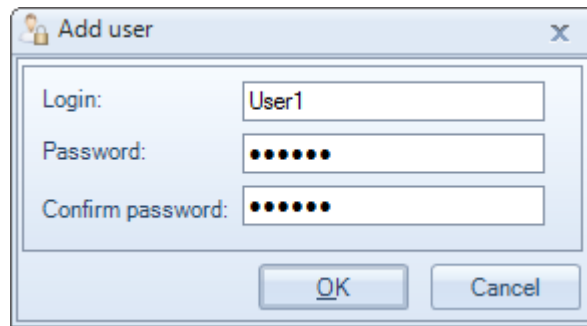 Add user
Login: User1
Password: ●●●●●●
Confirm password: ●●●●●●
OK Cancel